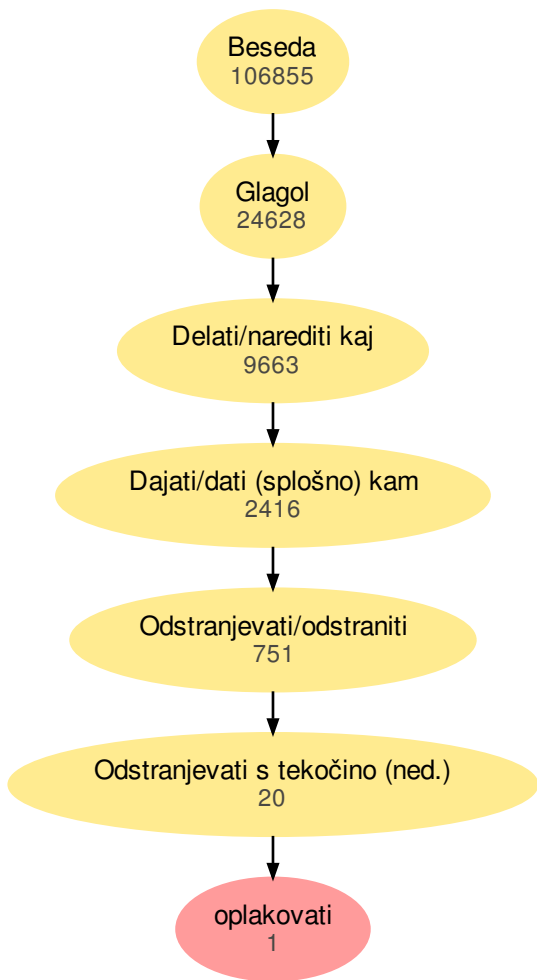 Beseda
106855
Glagol
24628
Delati/narediti kaj
9663
Dajati/dati (splošno) kam
2416
Odstranjevati/odstraniti
751
Odstranjevati s tekočino (ned.)
20
oplakovati
1